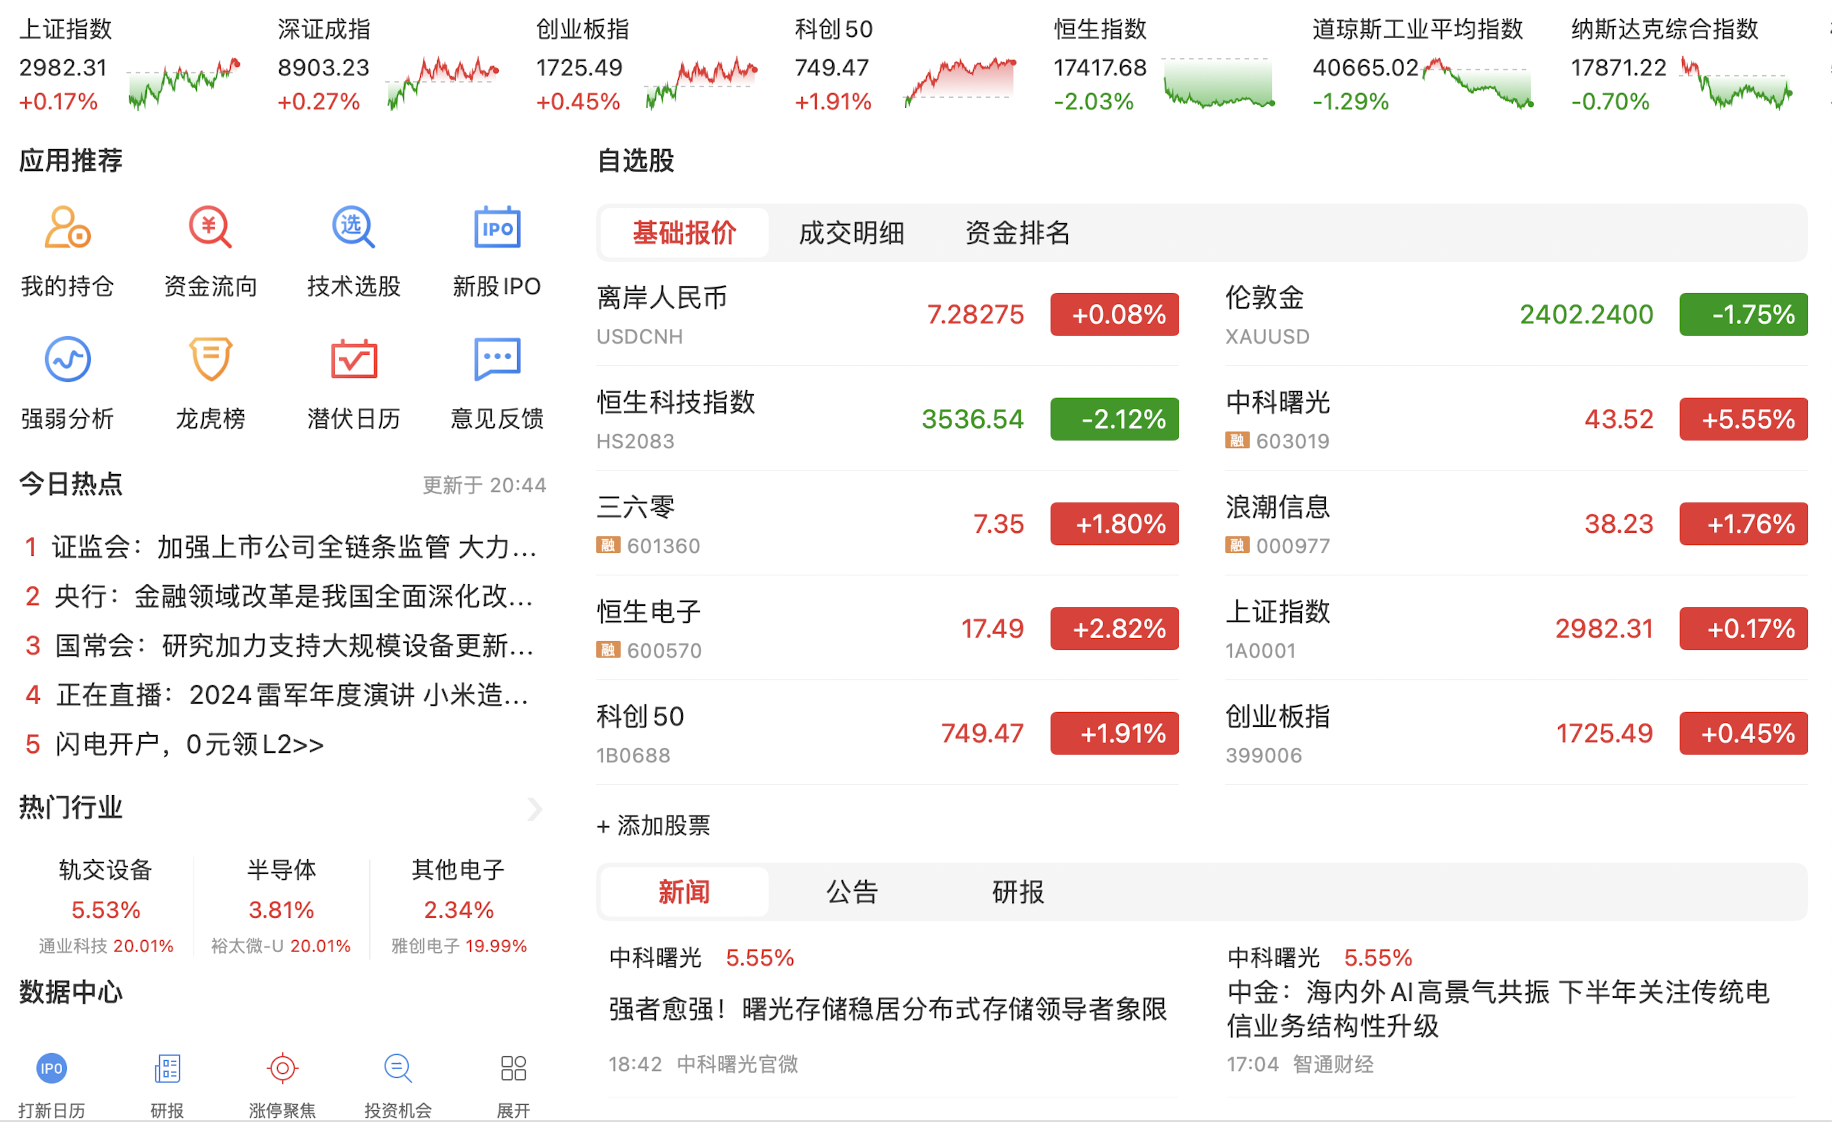 上证指数
2982.31
+0.17%
深证成指
8903.23
+0.27%
创业板指
1725.49
+0.45%
科创50
749.47
+1.91%
恒生指数
17417.68
-2.03%
道琼斯工业平均指数
40665.02
-1.29%
纳斯达克综合指数
17871.22
-0.70%
应用推荐
我的持仓
资金流向
选
技术选股
IPO
新股IPO
强弱分析
龙虎榜
潜伏日历
意见反馈
今日热点
更新于 20:44
1 证监会：加强上市公司全链条监管 大力...
2 央行：金融领域改革是我国全面深化改...
3 国常会：研究加力支持大规模设备更新...
4 正在直播：2024雷军年度演讲 小米造...
5 闪电开户，0元领L2>>
热门行业
轨交设备
5.53%
通业科技 20.01%
半导体
3.81%
裕太微-U 20.01%
其他电子
2.34%
雅创电子 19.99%
数据中心
IPO
打新日历
研报
涨停聚焦
投资机会
展开
自选股
基础报价
成交明细
资金排名
离岸人民币
USDCNH
7.28275
+0.08%
伦敦金
XAUUSD
2402.2400
-1.75%
恒生科技指数
HS2083
3536.54
-2.12%
中科曙光
融 603019
43.52
+5.55%
三六零
融 601360
7.35
+1.80%
浪潮信息
融 000977
38.23
+1.76%
恒生电子
融 600570
17.49
+2.82%
上证指数
1A0001
2982.31
+0.17%
科创50
1B0688
749.47
+1.91%
创业板指
399006
1725.49
+0.45%
+ 添加股票
新闻
公告
研报
中科曙光 5.55%
强者愈强！曙光存储稳居分布式存储领导者象限
18:42 中科曙光官微
中科曙光 5.55%
中金：海内外AI高景气共振 下半年关注传统电
信业务结构性升级
17:04 智通财经